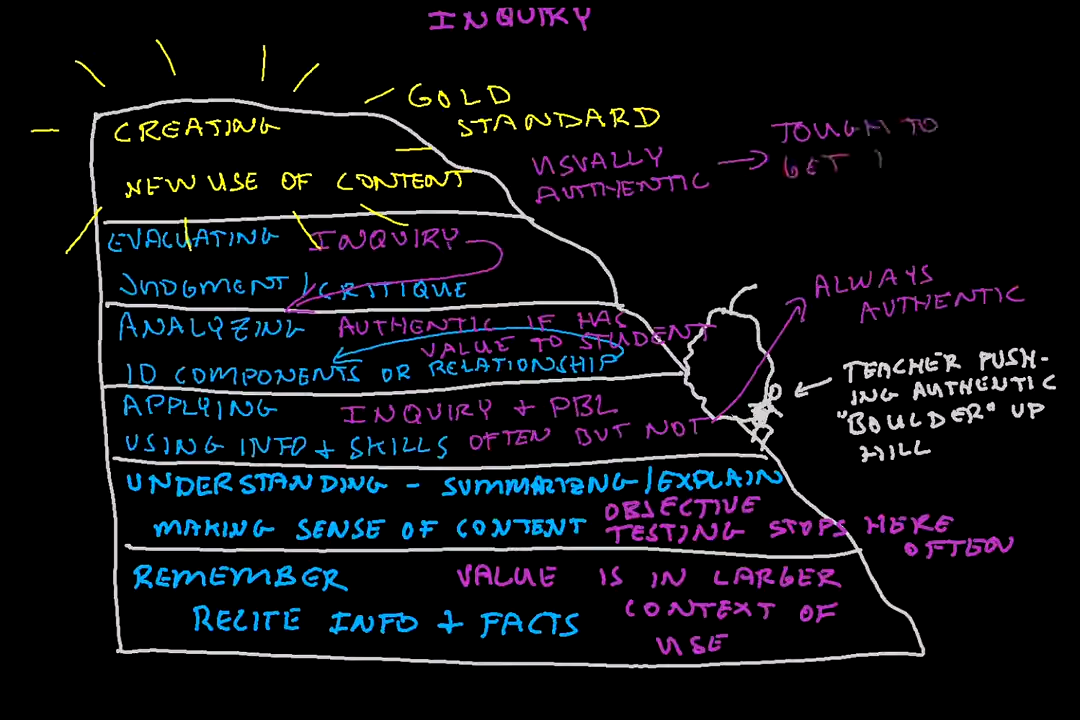 INQUIRY
GOLD
STANDARD
CREATING
NEW USE OF CONTENT
USUALLY
AUTHENTIC
TOUGH TO
GET
EVALUATING INQUIRY
JUDGMENT / CRITIQUE
ANALYZING AUTHENTIC IF HAS
VALUE TO STUDENT
ID COMPONENTS OR RELATIONSHIP
ALWAYS
AUTHENTIC
TEACHER PUSH-
ING AUTHENTIC
"BOULDER" UP
HILL
APPLYING INQUIRY + PBL
USING INFO + SKILLS OFTEN BUT NOT
UNDERSTANDING - SUMMARIZING/EXPLAIN
MAKING SENSE OF CONTENT OBJECTIVE
TESTING STOPS HERE
OFTEN
REMEMBER VALUE IS IN LARGER
RECITE INFO + FACTS CONTEXT OF
USE